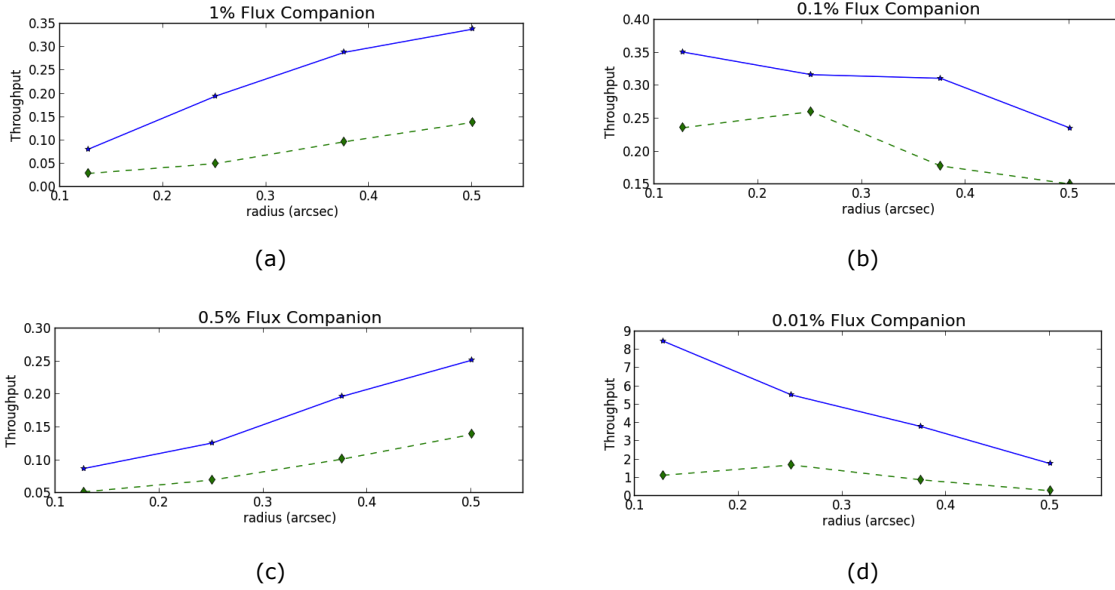 1% Flux Companion
0.35
0.30
0.25
0.20
0.15
0.10
0.05
0.00
Throughput
0.1 0.2 0.3 0.4 0.5
radius (arcsec)
(a)
0.1% Flux Companion
0.40
0.35
0.30
0.25
0.20
0.15
Throughput
0.1 0.2 0.3 0.4 0.5
radius (arcsec)
(b)
0.5% Flux Companion
0.30
0.25
0.20
0.15
0.10
0.05
Throughput
0.1 0.2 0.3 0.4 0.5
radius (arcsec)
(c)
0.01% Flux Companion
9
8
7
6
5
4
3
2
1
0
Throughput
0.1 0.2 0.3 0.4 0.5
radius (arcsec)
(d)